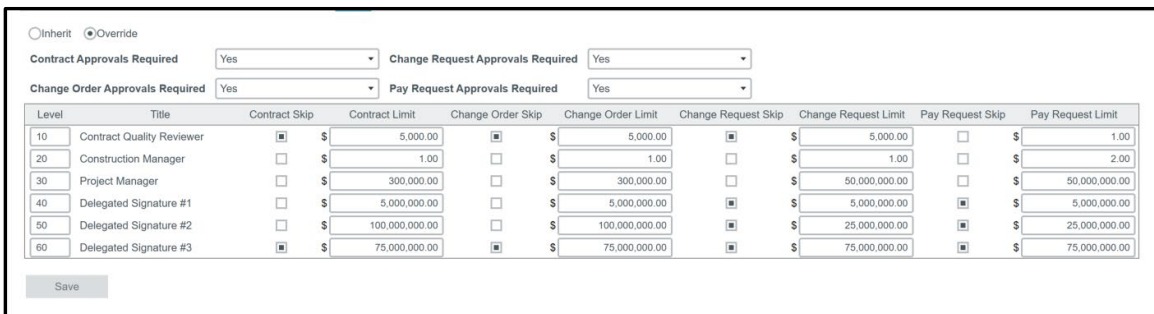 Inherit Override
Contract Approvals Required Yes Change Request Approvals Required Yes
Change Order Approvals Required Yes Pay Request Approvals Required Yes
Level Title Contract Skip Contract Limit Change Order Skip Change Order Limit Change Request Skip Change Request Limit Pay Request Skip Pay Request Limit
10 Contract Quality Reviewer $ 5,000.00 $ 5,000.00 $ 5,000.00 $ 1.00
20 Construction Manager $ 1.00 $ 1.00 $ 1.00 $ 2.00
30 Project Manager $ 300,000.00 $ 300,000.00 $ 50,000,000.00 $ 50,000,000.00
40 Delegated Signature #1 $ 5,000,000.00 $ 5,000,000.00 $ 5,000,000.00 $ 5,000,000.00
50 Delegated Signature #2 $ 100,000,000.00 $ 100,000,000.00 $ 25,000,000.00 $ 25,000,000.00
60 Delegated Signature #3 $ 75,000,000.00 $ 75,000,000.00 $ 75,000,000.00 $ 75,000,000.00
Save